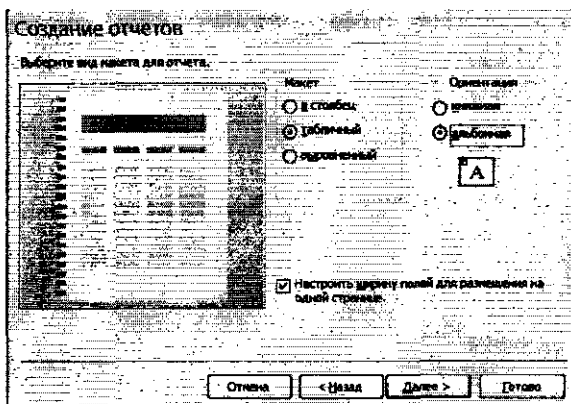 Создание отчетов
Выберите вид макета для отчета.
Макет
Ориентация
в столбец
книжная
табличный
альбомная
выровненный
A
Настроить ширину полей для размещения на
одной странице.
Отмена
< Назад
Далее >
Готово